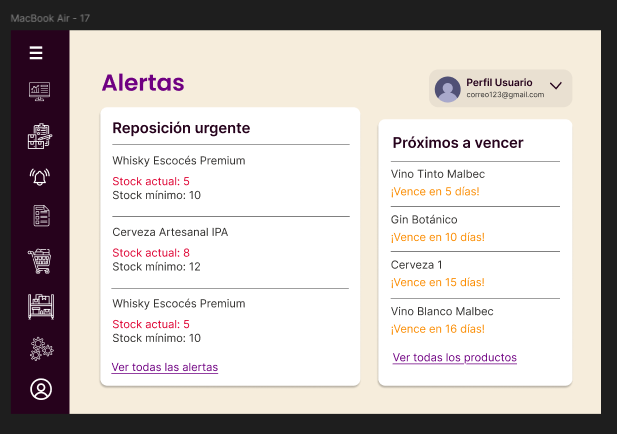 MacBook Air - 17
Alertas
Perfil Usuario
correo123@gmail.com
Reposición urgente
Whisky Escocés Premium
Stock actual: 5
Stock mínimo: 10
Cerveza Artesanal IPA
Stock actual: 8
Stock mínimo: 12
Whisky Escocés Premium
Stock actual: 5
Stock mínimo: 10
Ver todas las alertas
Próximos a vencer
Vino Tinto Malbec
¡Vence en 5 días!
Gin Botánico
¡Vence en 10 días!
Cerveza 1
¡Vence en 15 días!
Vino Blanco Malbec
¡Vence en 16 días!
Ver todos los productos